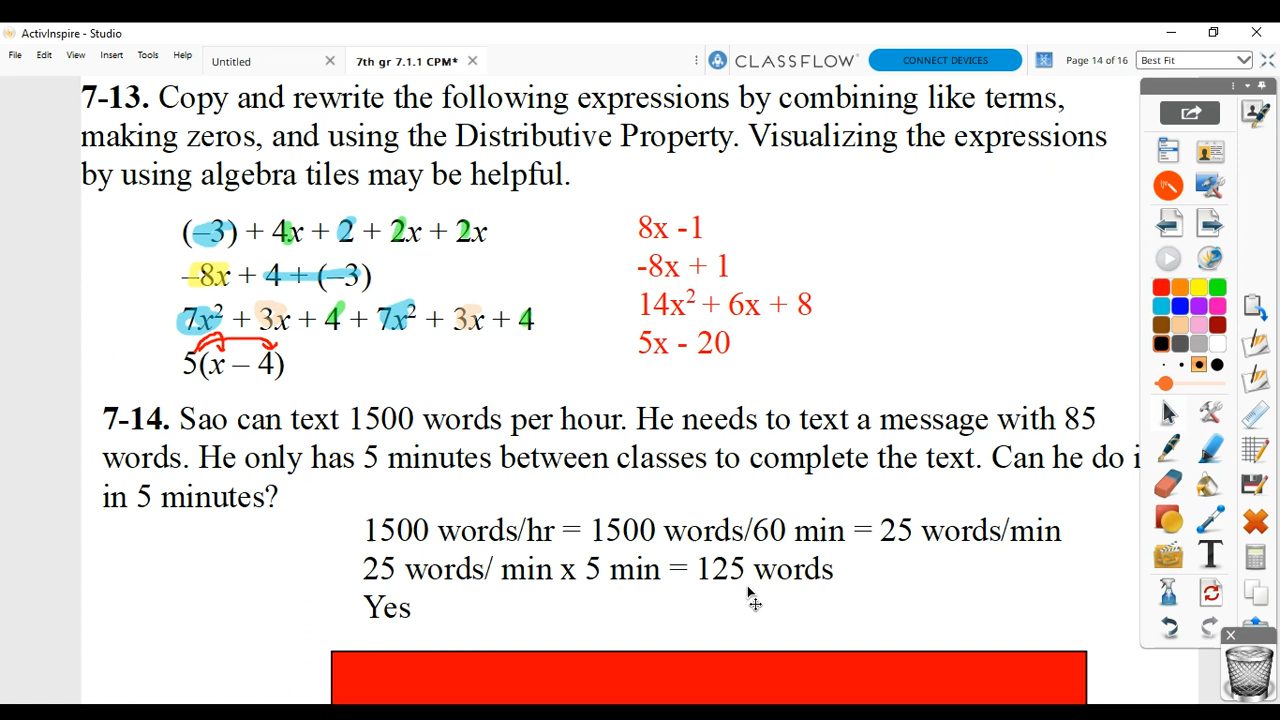 ActivInspire - Studio
File Edit View Insert Tools Help
Untitled
7th gr 7.1.1 CPM*
CLASSFLOW
CONNECT DEVICES
Page 14 of 16
Best Fit
7-13. Copy and rewrite the following expressions by combining like terms,
making zeros, and using the Distributive Property. Visualizing the expressions
by using algebra tiles may be helpful.
(–3) + 4x + 2 + 2x + 2x
8x -1
–8x + 4 + (–3)
-8x + 1
7x² + 3x + 4 + 7x² + 3x + 4
14x² + 6x + 8
5(x – 4)
5x - 20
7-14. Sao can text 1500 words per hour. He needs to text a message with 85
words. He only has 5 minutes between classes to complete the text. Can he do i
in 5 minutes?
1500 words/hr = 1500 words/60 min = 25 words/min
25 words/ min x 5 min = 125 words
Yes